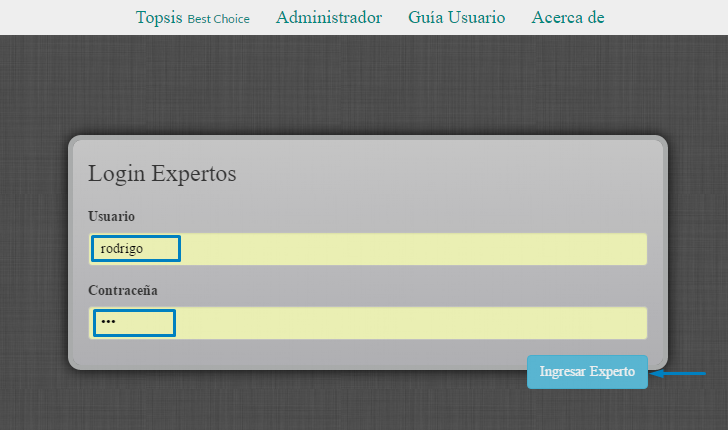 Topsis Best Choice Administrador Guía Usuario Acerca de
Login Expertos
Usuario
rodrigo
Contraceña
•••
Ingresar Experto